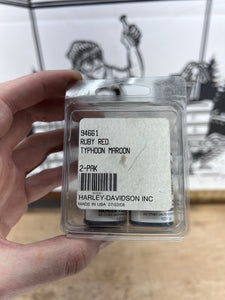 94661
RUBY RED
TYPHOON MAROON
2-PAK
HARLEY-DAVIDSON INC
MADE IN USA